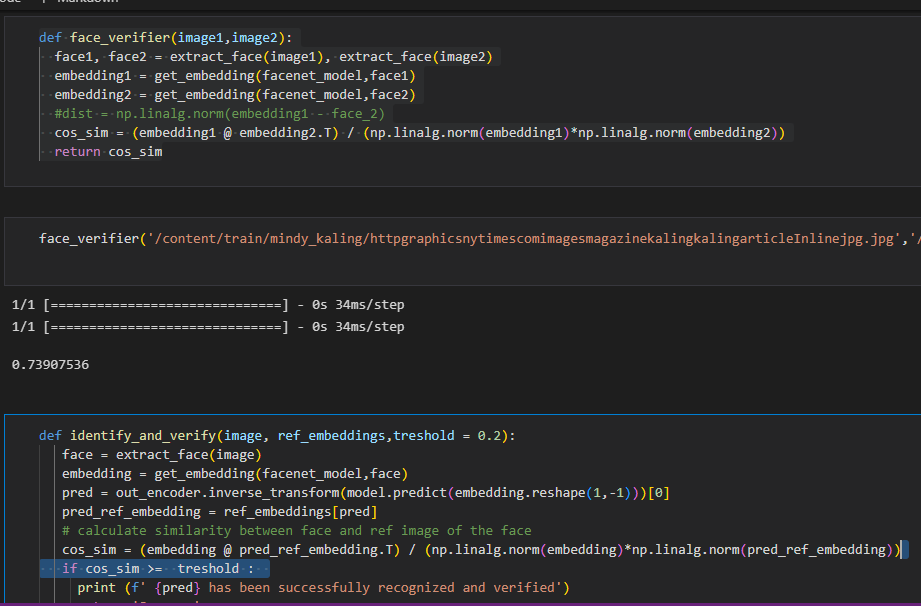 Markdown
def face_verifier(image1,image2):
face1, face2 = extract_face(image1), extract_face(image2)
embedding1 = get_embedding(facenet_model,face1)
embedding2 = get_embedding(facenet_model,face2)
#dist = np.linalg.norm(embedding1 - face_2)
cos_sim = (embedding1 @ embedding2.T) / (np.linalg.norm(embedding1)*np.linalg.norm(embedding2))
return cos_sim
face_verifier('/content/train/mindy_kaling/httpgraphicsnytimescomimagesmagazinekalingkalingarticleInlinejpg.jpg','/
1/1 [==============================] - 0s 34ms/step
1/1 [==============================] - 0s 34ms/step
0.73907536
def identify_and_verify(image, ref_embeddings,treshold = 0.2):
face = extract_face(image)
embedding = get_embedding(facenet_model,face)
pred = out_encoder.inverse_transform(model.predict(embedding.reshape(1,-1)))[0]
pred_ref_embedding = ref_embeddings[pred]
# calculate similarity between face and ref image of the face
cos_sim = (embedding @ pred_ref_embedding.T) / (np.linalg.norm(embedding)*np.linalg.norm(pred_ref_embedding))
if cos_sim >=  treshold :
print (f' {pred} has been successfully recognized and verified')